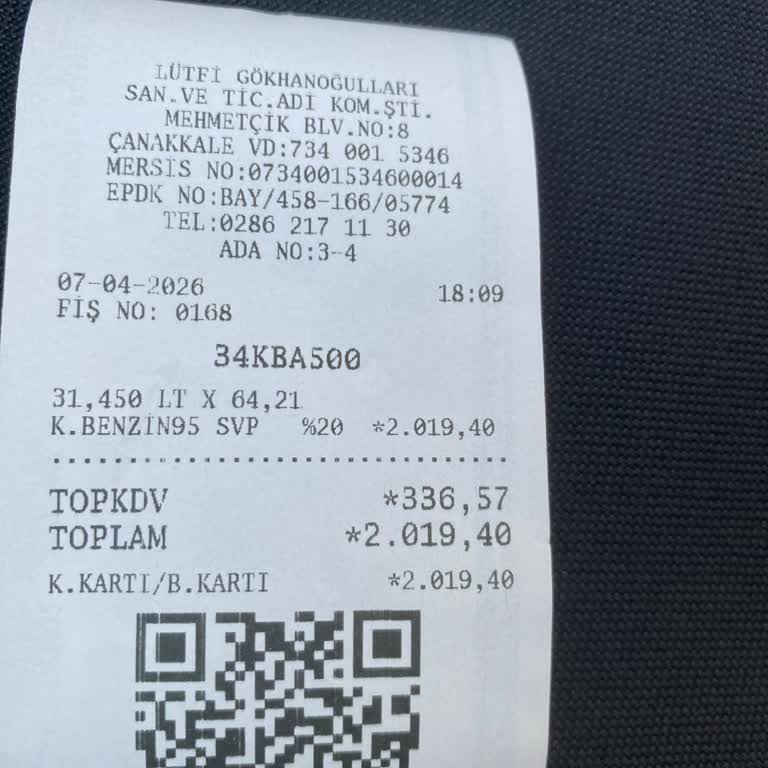 LÜTFİ GÖKHANOĞULLARI
SAN.VE TİC.ADİ KOM.ŞTİ.
MEHMETÇİK BLV.NO:8
ÇANAKKALE VD:734 001 5346
MERSİS NO:0734001534600014
EPDK NO:BAY/458-166/05774
TEL:0286 217 11 30
ADA NO:3-4
07-04-2026 18:09
FİŞ NO: 0168
34KBA500
31,450 LT X 64,21
K.BENZİN95 SVP %20 *2.019,40
TOPKDV *336,57
TOPLAM *2.019,40
K.KARTI/B.KARTI *2.019,40